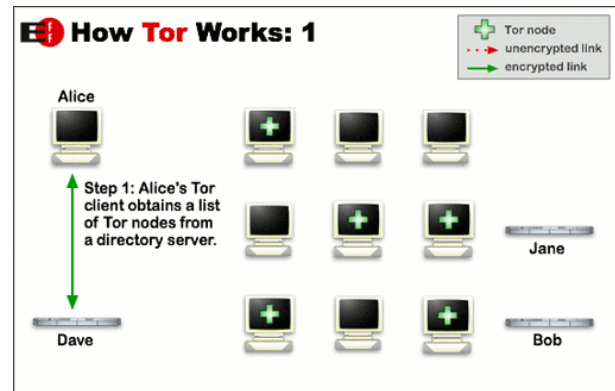 EFF How Tor Works: 1
Tor node
unencrypted link
encrypted link
Alice
Step 1: Alice's Tor
client obtains a list
of Tor nodes from
a directory server.
Jane
Dave
Bob